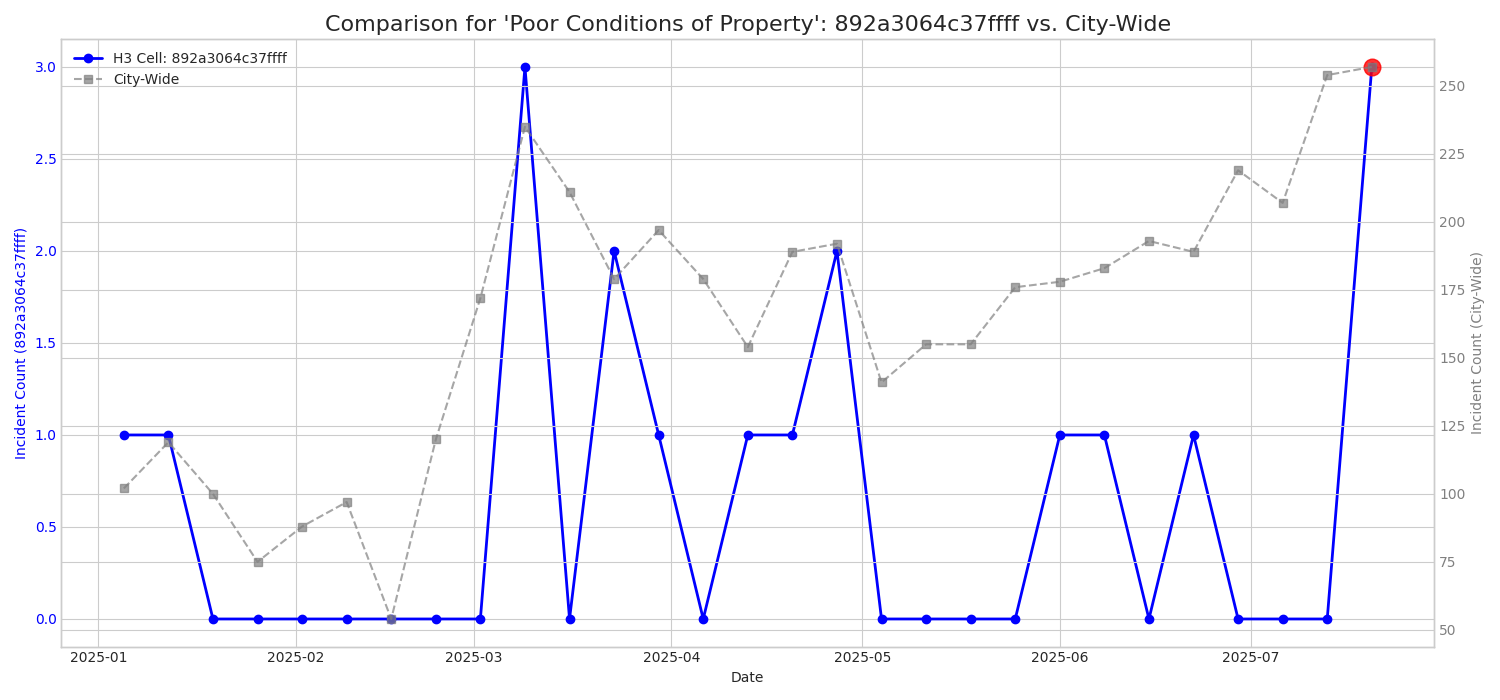 Comparison for 'Poor Conditions of Property': 892a3064c37ffff vs. City-Wide
H3 Cell: 892a3064c37ffff
City-Wide
Incident Count (892a3064c37ffff)
3.0
2.5
2.0
1.5
1.0
0.5
0.0
250
225
200
175
150
125
100
75
50
Incident Count (City-Wide)
2025-01 2025-02 2025-03 2025-04 2025-05 2025-06 2025-07
Date